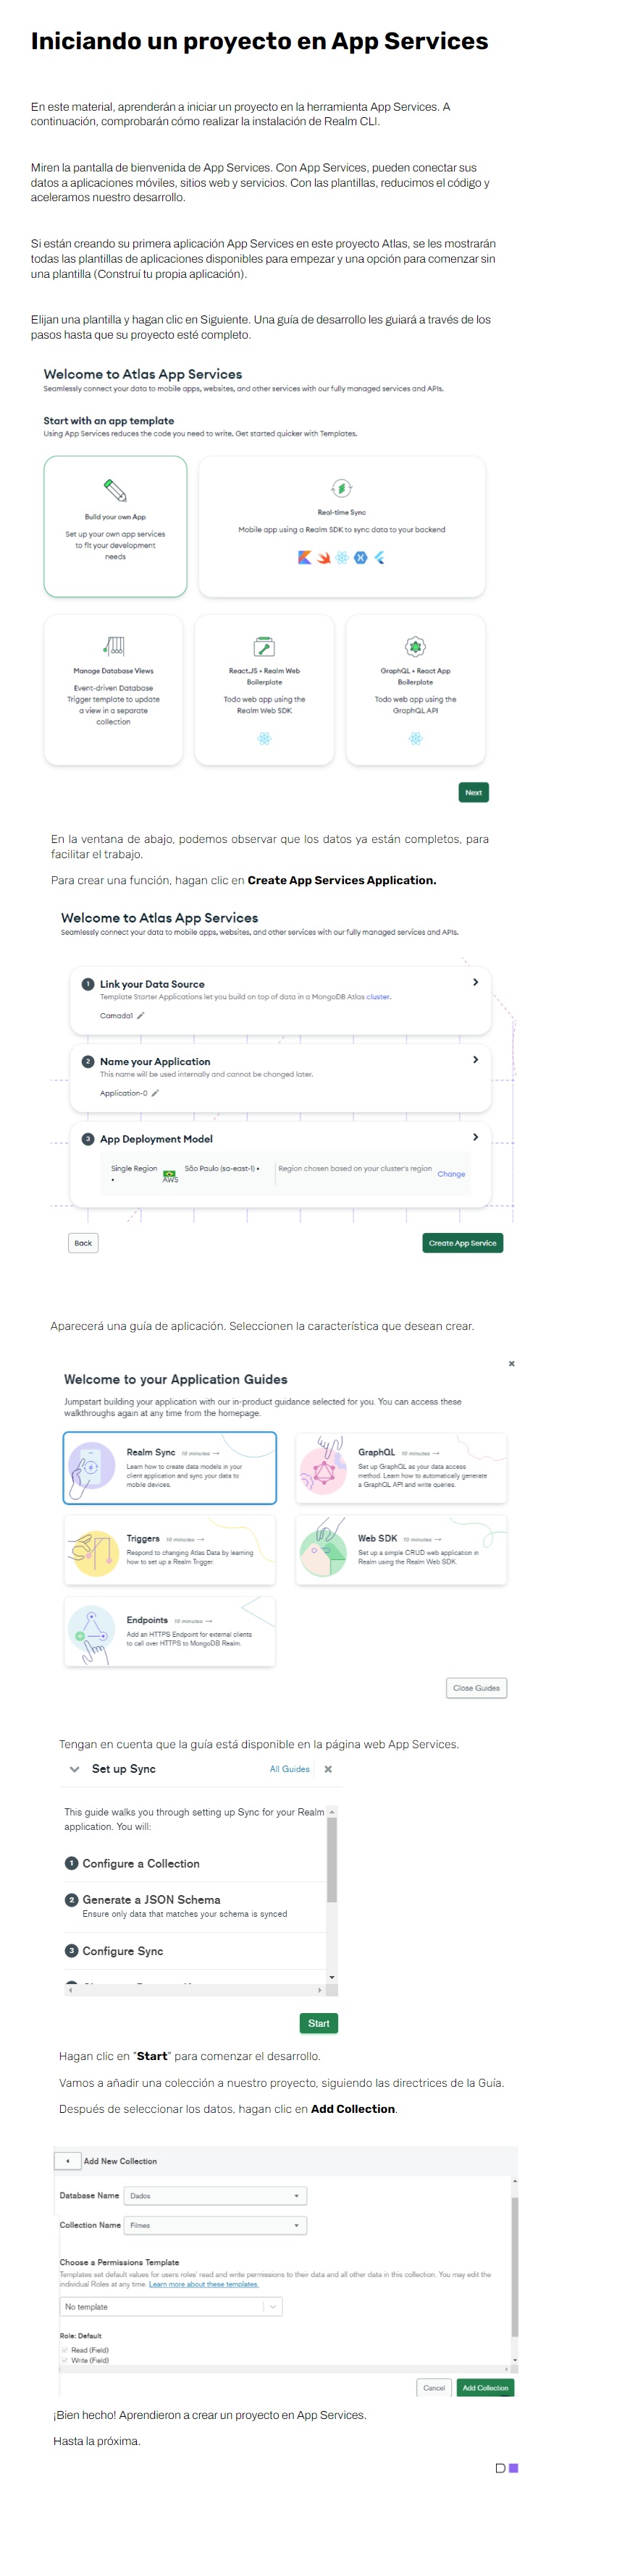 Iniciando un proyecto en App Services
En este material, aprenderán a iniciar un proyecto en la herramienta App Services. A
continuación, comprobarán cómo realizar la instalación de Realm CLI.
Miren la pantalla de bienvenida de App Services. Con App Services, pueden conectar sus
datos a aplicaciones móviles, sitios web y servicios. Con las plantillas, reducimos el código y
aceleramos nuestro desarrollo.
Si están creando su primera aplicación App Services en este proyecto Atlas, se les mostrarán
todas las plantillas de aplicaciones disponibles para empezar y una opción para comenzar sin
una plantilla (Construí tu propia aplicación).
Elijan una plantilla y hagan clic en Siguiente. Una guía de desarrollo les guiará a través de los
pasos hasta que su proyecto esté completo.
Welcome to Atlas App Services
Seamlessly connect your data to mobile apps, websites, and other services with our fully managed services and APIs.
Start with an app template
Using App Services reduces the code you need to write. Get started quicker with Templates.
Build your own App
Set up your own app services
to fit your development
needs
Real-time Sync
Mobile app using a Realm SDK to sync data to your backend
Manage Database Views
Event-driven Database
Trigger template to update
a view in a separate
collection
React.JS + Realm Web
Boilerplate
Todo web app using the
Realm Web SDK
GraphQL + React App
Boilerplate
Todo web app using the
GraphQL API
Next
En la ventana de abajo, podemos observar que los datos ya están completos, para
facilitar el trabajo.
Para crear una función, hagan clic en Create App Services Application.
Welcome to Atlas App Services
Seamlessly connect your data to mobile apps, websites, and other services with our fully managed services and APIs.
1 Link your Data Source
Template Starter Applications let you build on top of data in a MongoDB Atlas cluster.
Camada1
2 Name your Application
This name will be used internally and cannot be changed later.
Application-0
3 App Deployment Model
Single Region • AWS São Paulo (sa-east-1) • Region chosen based on your cluster's region Change
Back
Create App Service
Aparecerá una guía de aplicación. Seleccionen la característica que desean crear.
Welcome to your Application Guides
Jumpstart building your application with our in-product guidance selected for you. You can access these
walkthroughs again at any time from the homepage.
Realm Sync 10 minutes →
Learn how to create data models in your
client application and sync your data to
mobile devices.
GraphQL 10 minutes →
Set up GraphQL as your data access
method. Learn how to automatically generate
a GraphQL API and write queries.
Triggers 10 minutes →
Respond to changing Atlas Data by learning
how to set up a Realm Trigger.
Web SDK 10 minutes →
Set up a simple CRUD web application in
Realm using the Realm Web SDK.
Endpoints 10 minutes →
Add an HTTPS Endpoint for external clients
to call over HTTPS to MongoDB Realm.
Close Guides
Tengan en cuenta que la guía está disponible en la página web App Services.
Set up Sync
All Guides
This guide walks you through setting up Sync for your Realm
application. You will:
1 Configure a Collection
2 Generate a JSON Schema
Ensure only data that matches your schema is synced
3 Configure Sync
Start
Hagan clic en "Start" para comenzar el desarrollo.
Vamos a añadir una colección a nuestro proyecto, siguiendo las directrices de la Guía.
Después de seleccionar los datos, hagan clic en Add Collection.
Add New Collection
Database Name Dados
Collection Name Filmes
Choose a Permissions Template
Templates set default values for users roles' read and write permissions to their data and all other data in this collection. You may edit the
individual Roles at any time. Learn more about these templates.
No template
Role: Default
Read (Field)
Write (Field)
Cancel
Add Collection
¡Bien hecho! Aprendieron a crear un proyecto en App Services.
Hasta la próxima.